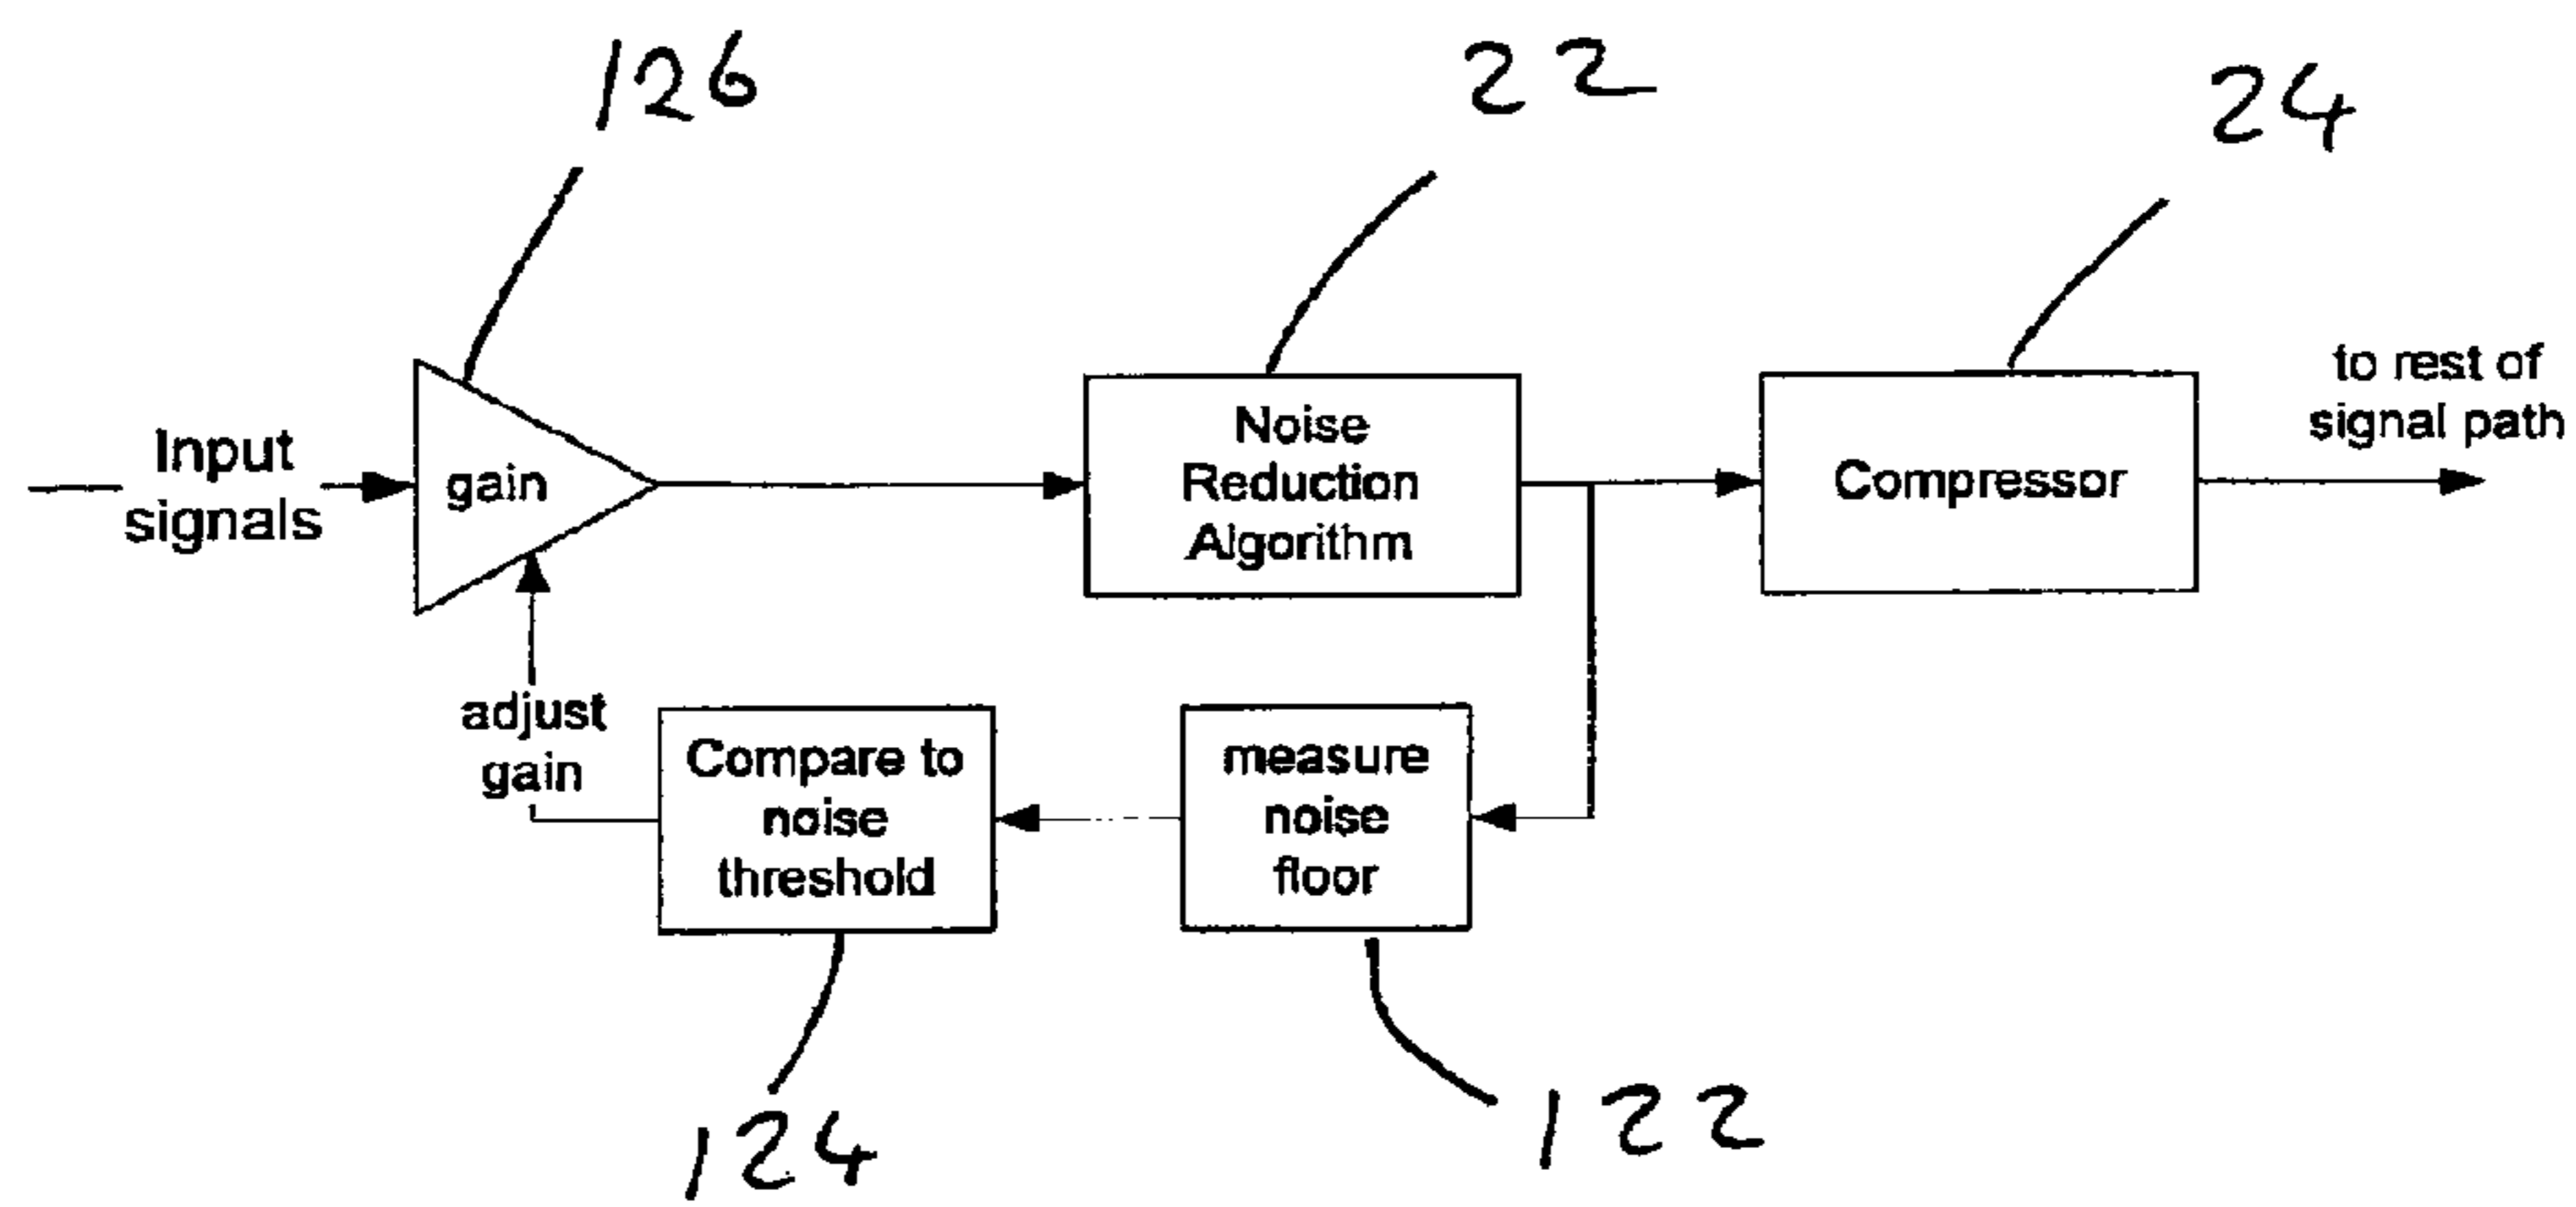 126
22
24
Input
signals
gain
Noise
Reduction
Algorithm
Compressor
to rest of
signal path
adjust
gain
Compare to
noise
threshold
measure
noise
floor
124
122